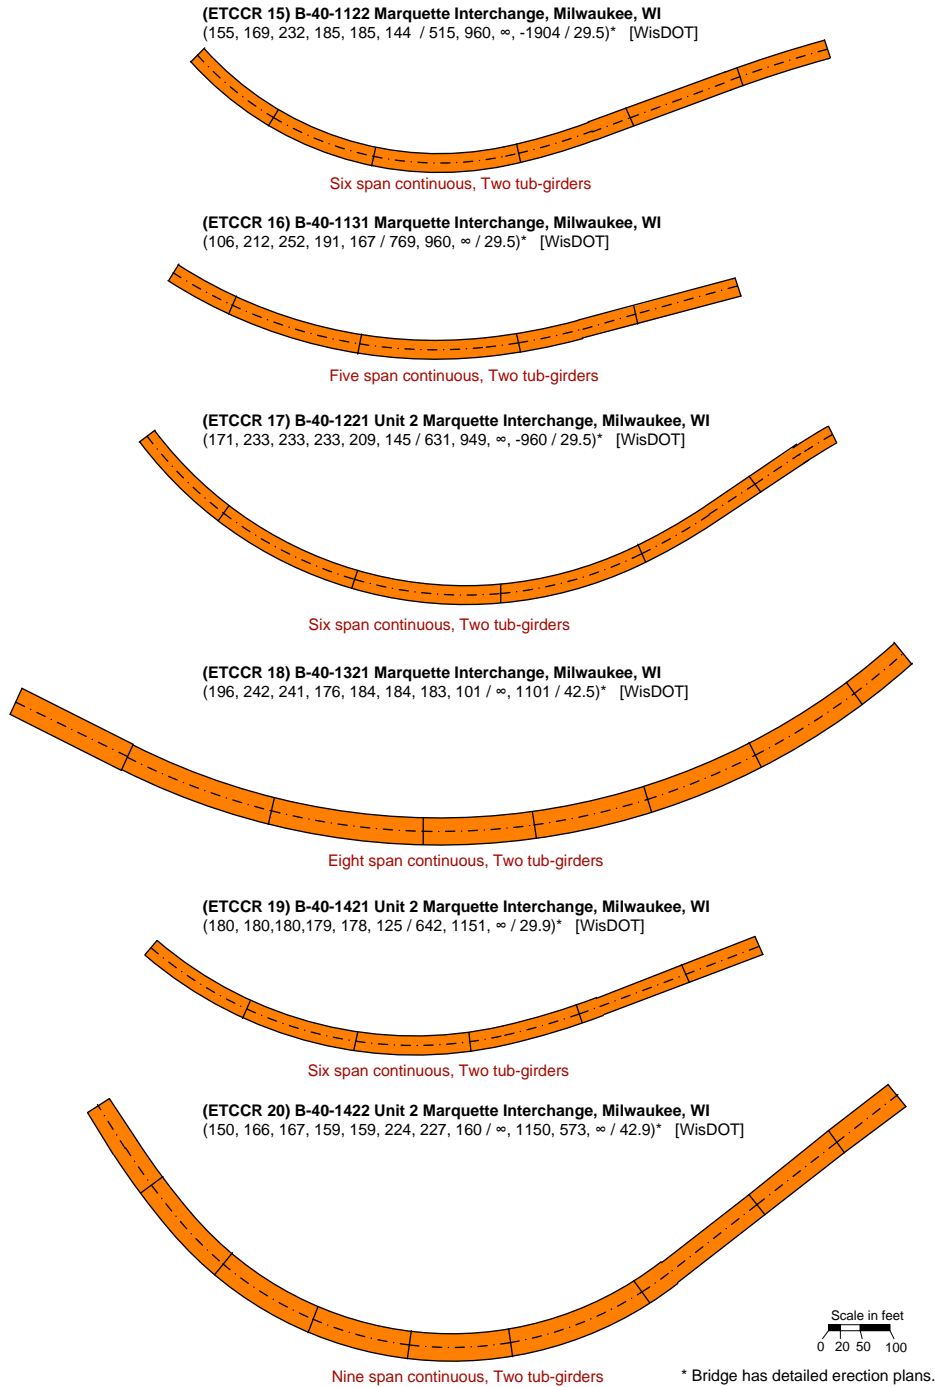 (ETCCR 15) B-40-1122 Marquette Interchange, Milwaukee, WI
(155, 169, 232, 185, 185, 144 / 515, 960, ∞, -1904 / 29.5)* [WisDOT]
Six span continuous, Two tub-girders
(ETCCR 16) B-40-1131 Marquette Interchange, Milwaukee, WI
(106, 212, 252, 191, 167 / 769, 960, ∞ / 29.5)* [WisDOT]
Five span continuous, Two tub-girders
(ETCCR 17) B-40-1221 Unit 2 Marquette Interchange, Milwaukee, WI
(171, 233, 233, 233, 209, 145 / 631, 949, ∞, -960 / 29.5)* [WisDOT]
Six span continuous, Two tub-girders
(ETCCR 18) B-40-1321 Marquette Interchange, Milwaukee, WI
(196, 242, 241, 176, 184, 184, 183, 101 / ∞, 1101 / 42.5)* [WisDOT]
Eight span continuous, Two tub-girders
(ETCCR 19) B-40-1421 Unit 2 Marquette Interchange, Milwaukee, WI
(180, 180,180,179, 178, 125 / 642, 1151, ∞ / 29.9)* [WisDOT]
Six span continuous, Two tub-girders
(ETCCR 20) B-40-1422 Unit 2 Marquette Interchange, Milwaukee, WI
(150, 166, 167, 159, 159, 224, 227, 160 / ∞, 1150, 573, ∞ / 42.9)* [WisDOT]
Scale in feet
0 20 50 100
Nine span continuous, Two tub-girders
* Bridge has detailed erection plans.